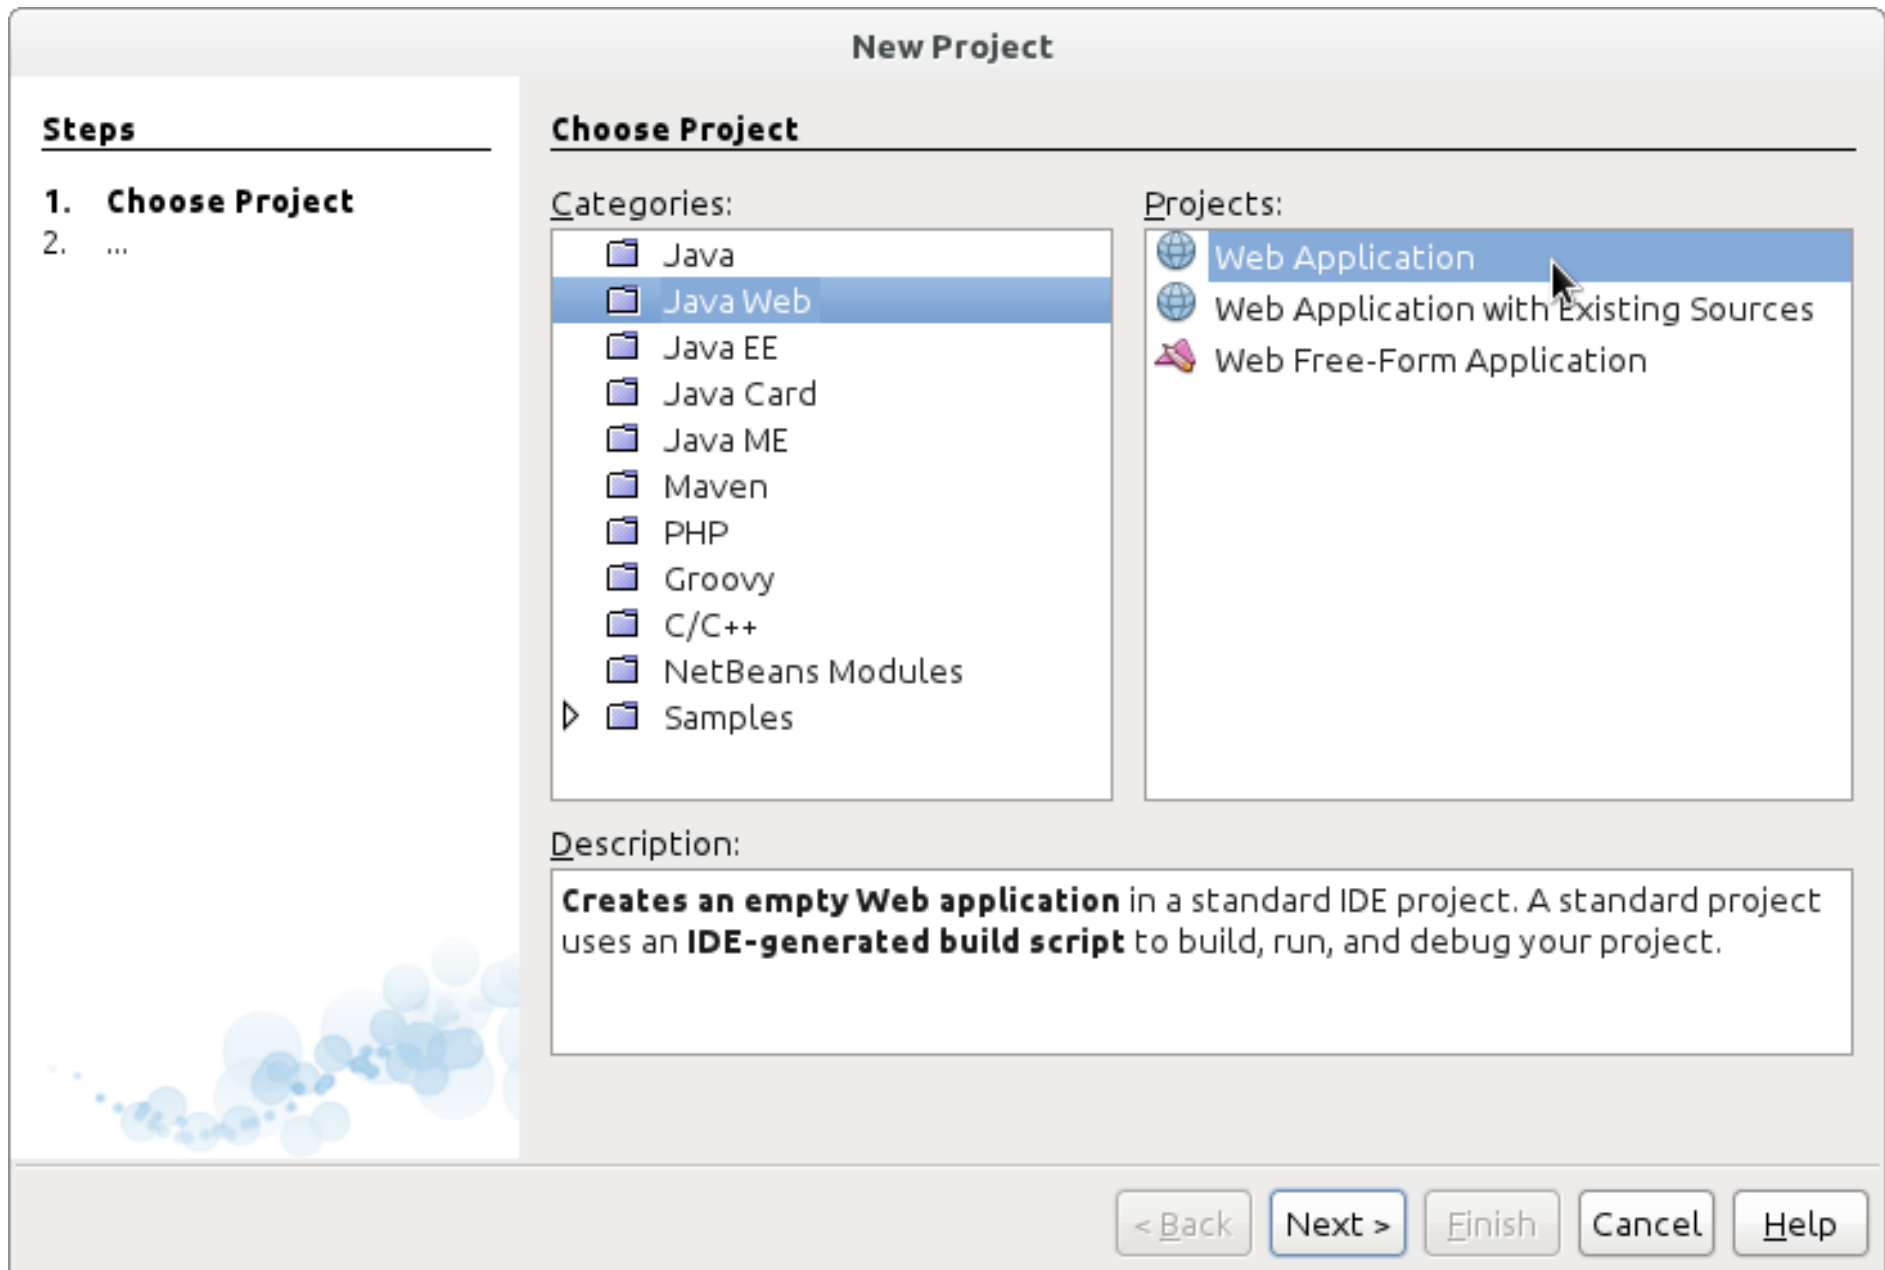 New Project
Steps
1. Choose Project
2. ...
Choose Project
Categories:
Java
Java Web
Java EE
Java Card
Java ME
Maven
PHP
Groovy
C/C++
NetBeans Modules
Samples
Projects:
Web Application
Web Application with Existing Sources
Web Free-Form Application
Description:
Creates an empty Web application in a standard IDE project. A standard project
uses an IDE-generated build script to build, run, and debug your project.
< Back
Next >
Finish
Cancel
Help